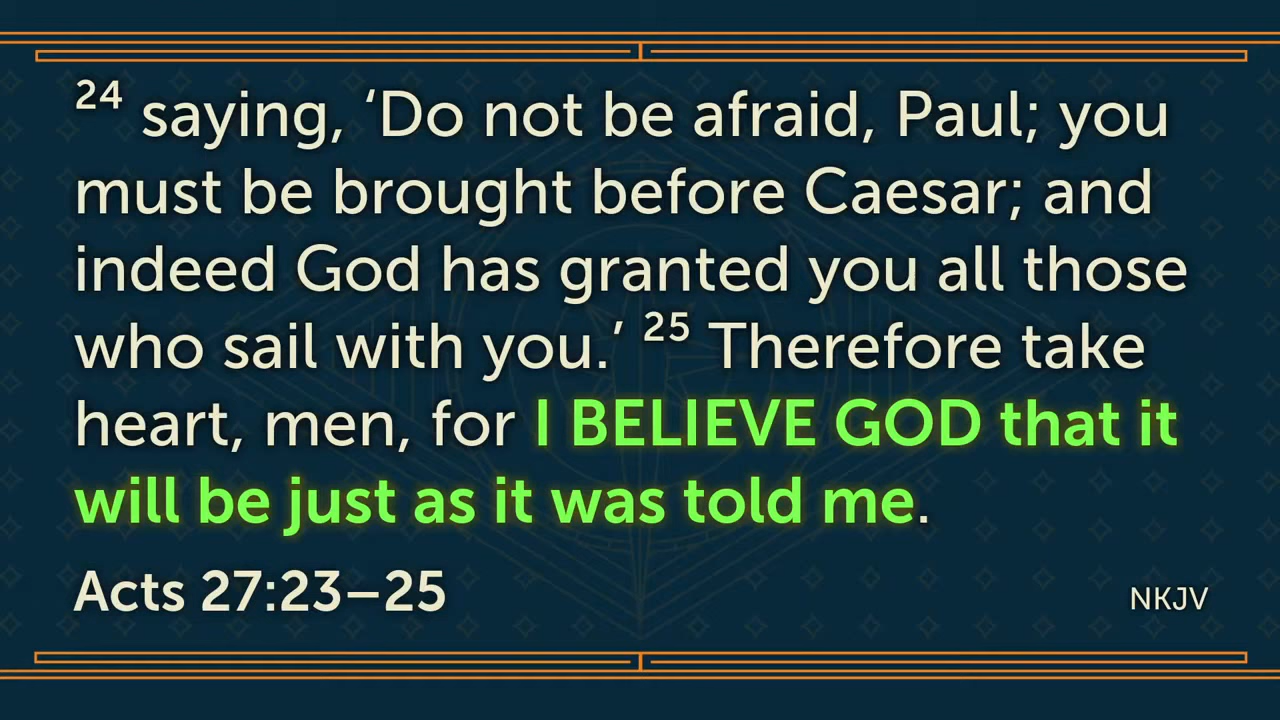 24 saying, ‘Do not be afraid, Paul; you
must be brought before Caesar; and
indeed God has granted you all those
who sail with you.’ 25 Therefore take
heart, men, for I BELIEVE GOD that it
will be just as it was told me.
Acts 27:23–25
NKJV